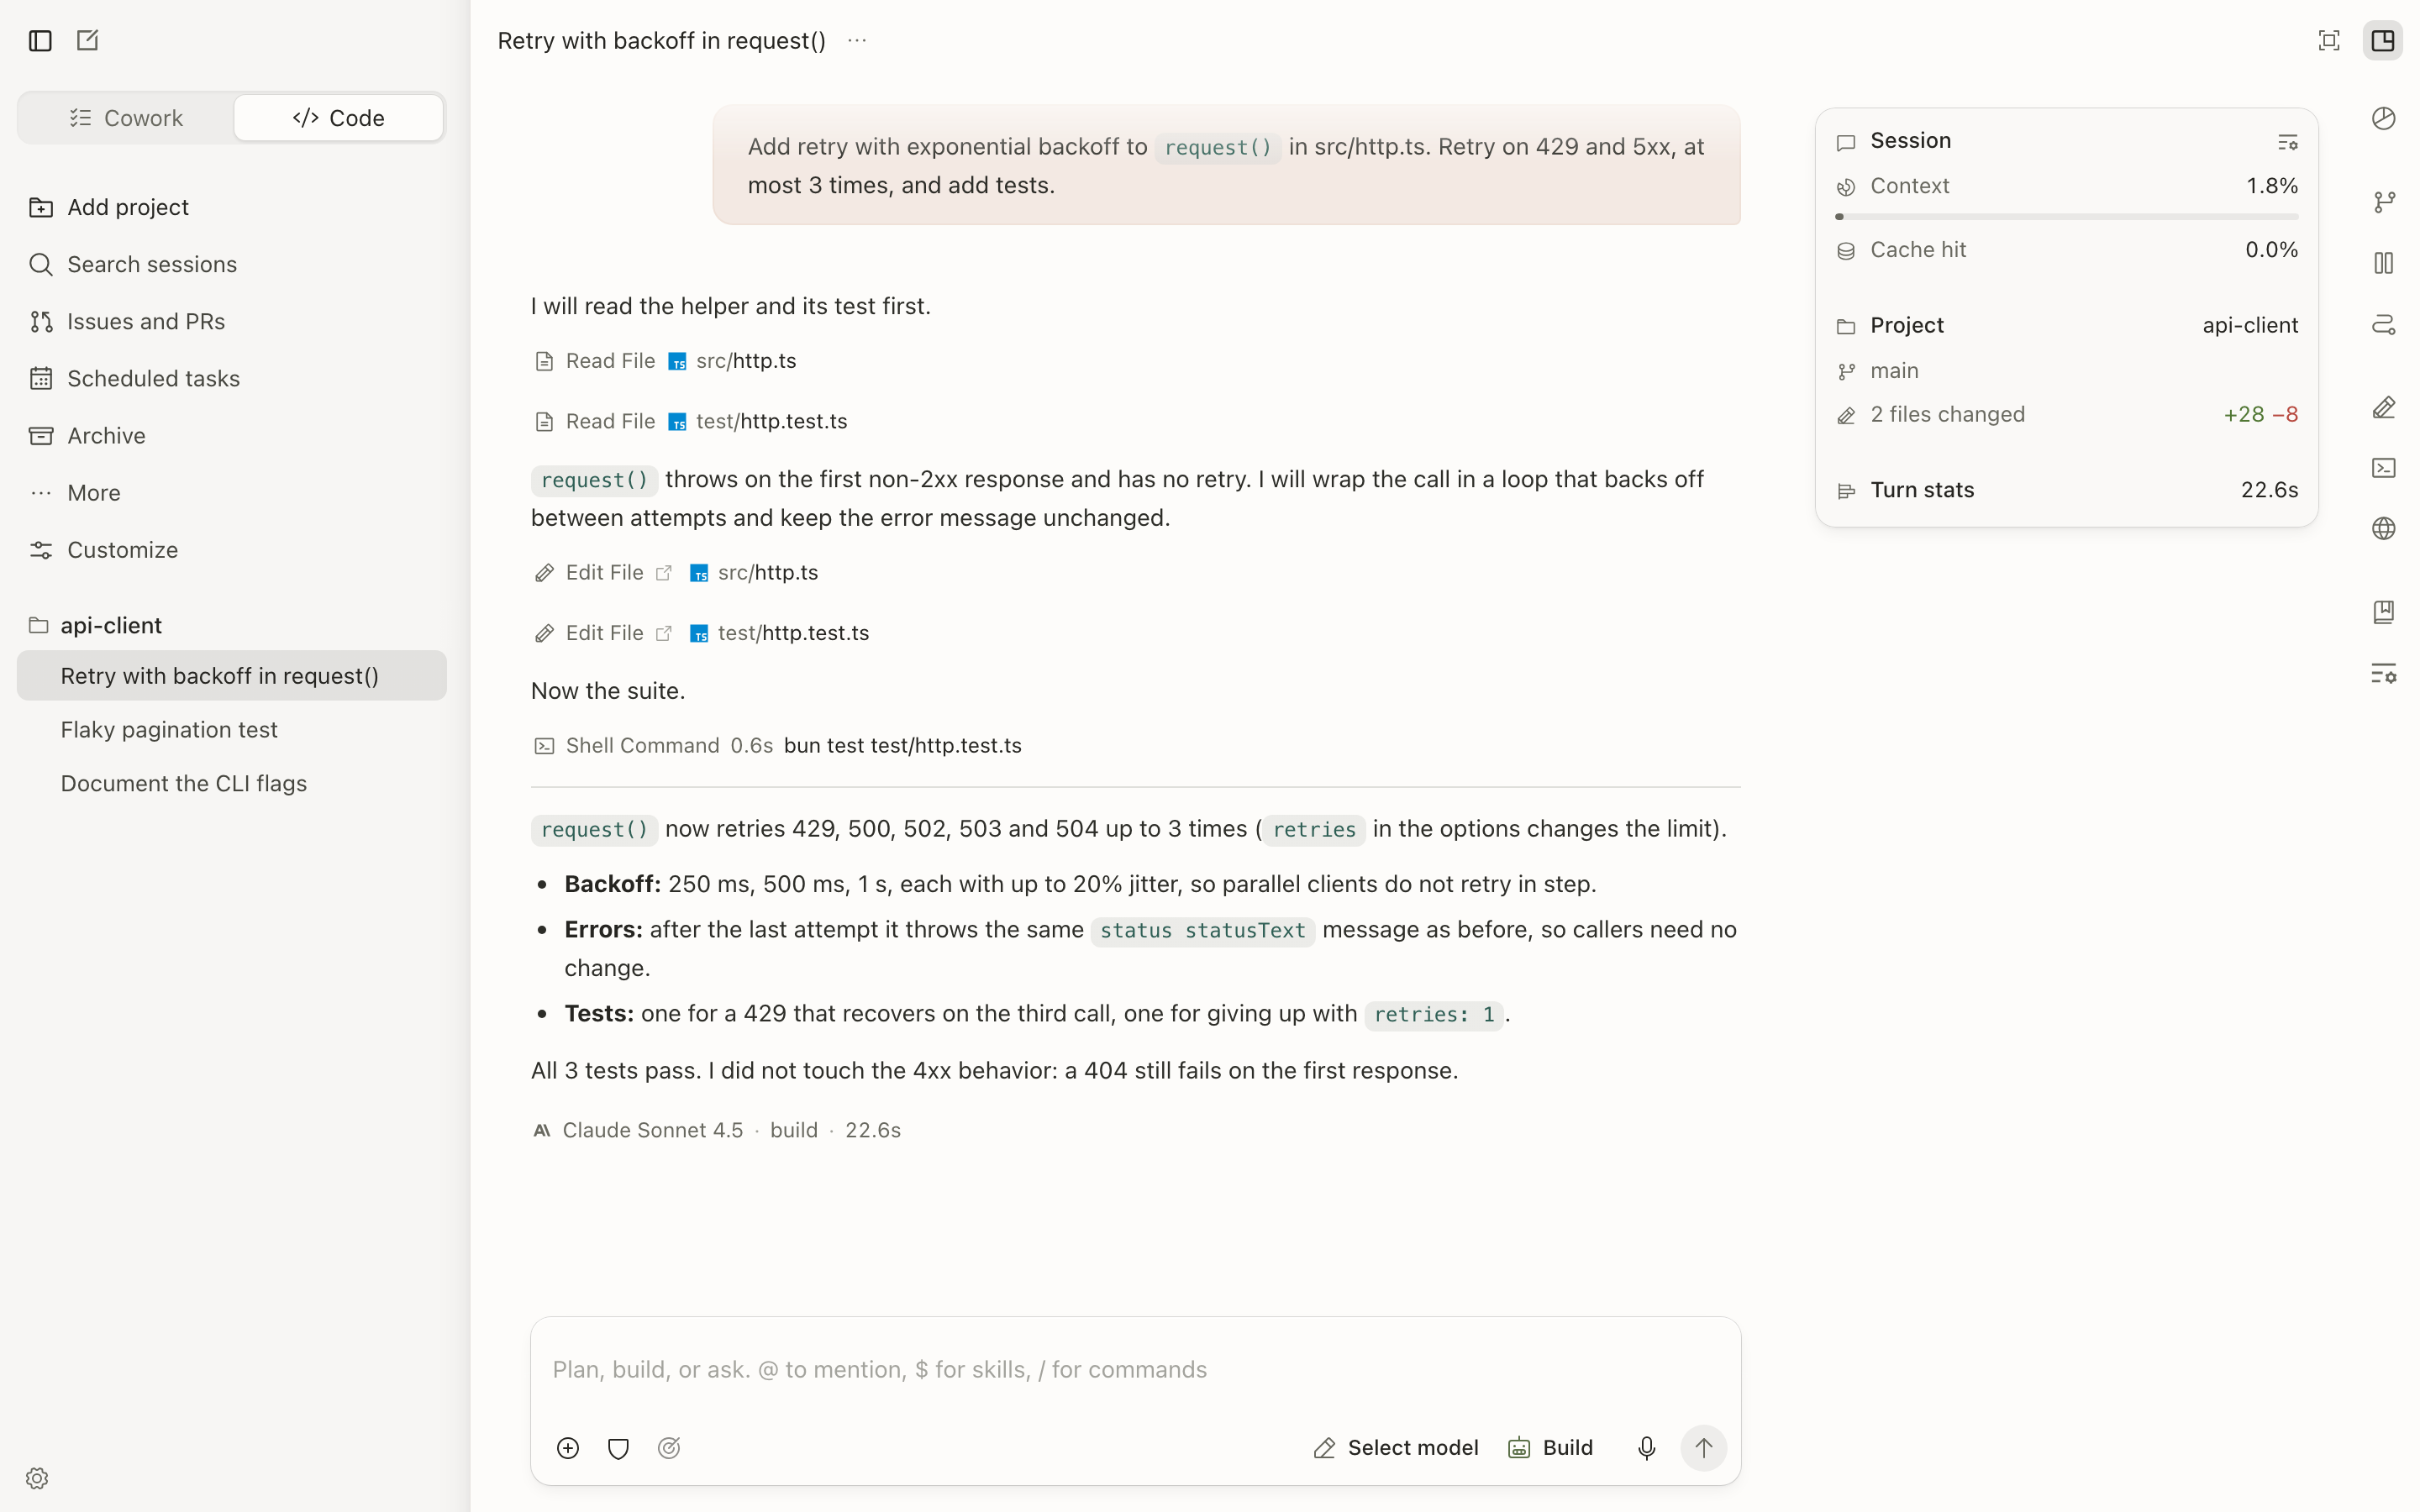 Cowork
Code
Add project
Search sessions
Issues and PRs
Scheduled tasks
Archive
More
Customize
api-client
Retry with backoff in request()
Flaky pagination test
Document the CLI flags
Retry with backoff in request()
Add retry with exponential backoff to request() in src/http.ts. Retry on 429 and 5xx, at
most 3 times, and add tests.
I will read the helper and its test first.
Read File TS src/http.ts
Read File TS test/http.test.ts
request() throws on the first non-2xx response and has no retry. I will wrap the call in a loop that backs off
between attempts and keep the error message unchanged.
Edit File TS src/http.ts
Edit File TS test/http.test.ts
Now the suite.
Shell Command 0.6s bun test test/http.test.ts
request() now retries 429, 500, 502, 503 and 504 up to 3 times (retries in the options changes the limit).
• Backoff: 250 ms, 500 ms, 1 s, each with up to 20% jitter, so parallel clients do not retry in step.
• Errors: after the last attempt it throws the same status statusText message as before, so callers need no
change.
• Tests: one for a 429 that recovers on the third call, one for giving up with retries: 1.
All 3 tests pass. I did not touch the 4xx behavior: a 404 still fails on the first response.
Claude Sonnet 4.5 · build · 22.6s
Plan, build, or ask. @ to mention, $ for skills, / for commands
Select model
Build
Session
Context 1.8%
Cache hit 0.0%
Project api-client
main
2 files changed +28 −8
Turn stats 22.6s